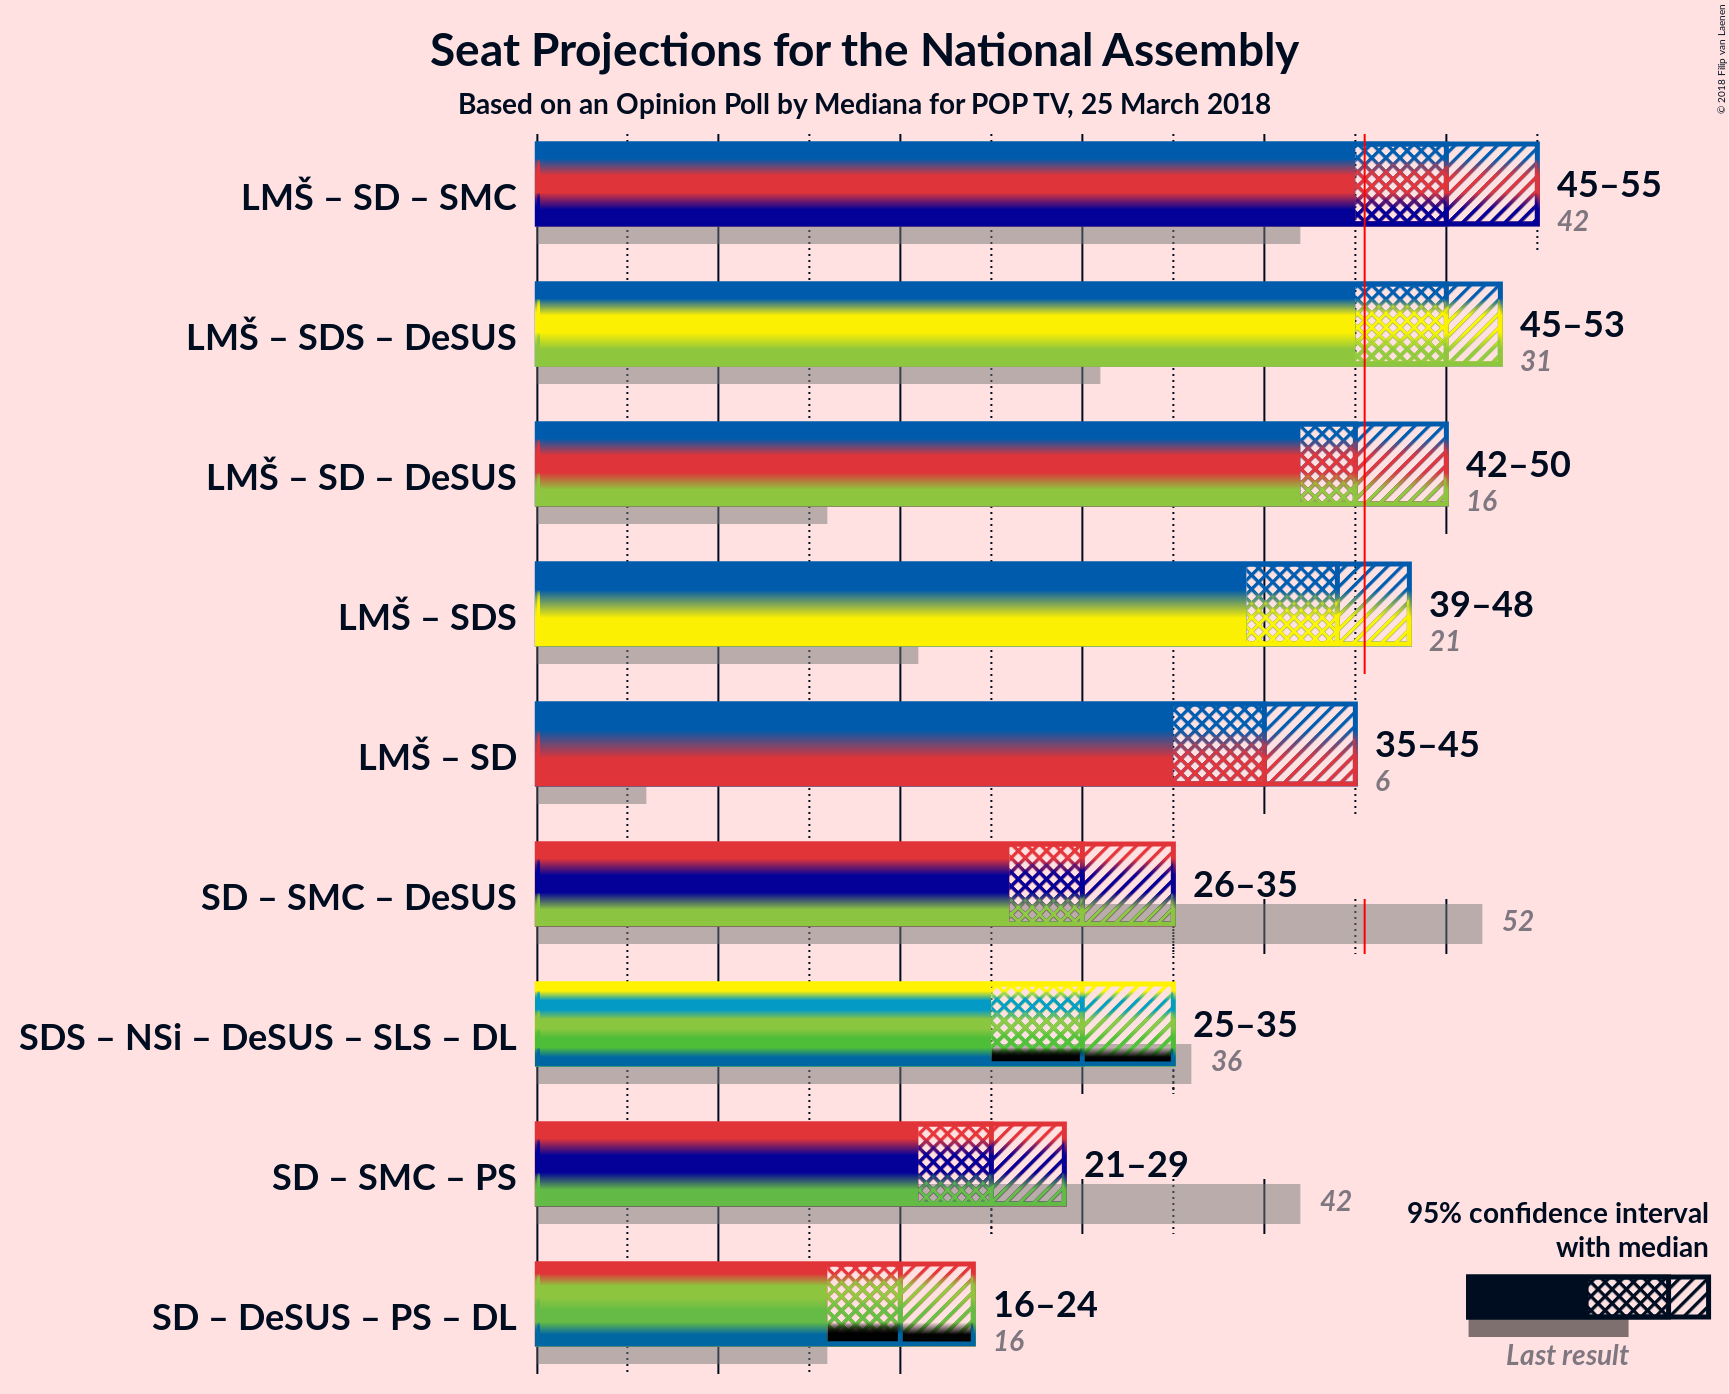 Seat Projections for the National Assembly
Based on an Opinion Poll by Mediana for POP TV, 25 March 2018
© 2018 Filip van Laenen
LMŠ – SD – SMC
45–55
42
LMŠ – SDS – DeSUS
45–53
31
LMŠ – SD – DeSUS
42–50
16
LMŠ – SDS
39–48
21
LMŠ – SD
35–45
6
SD – SMC – DeSUS
26–35
52
SDS – NSi – DeSUS – SLS – DL
25–35
36
SD – SMC – PS
21–29
42
SD – DeSUS – PS – DL
16–24
16
95% confidence interval
with median
Last result